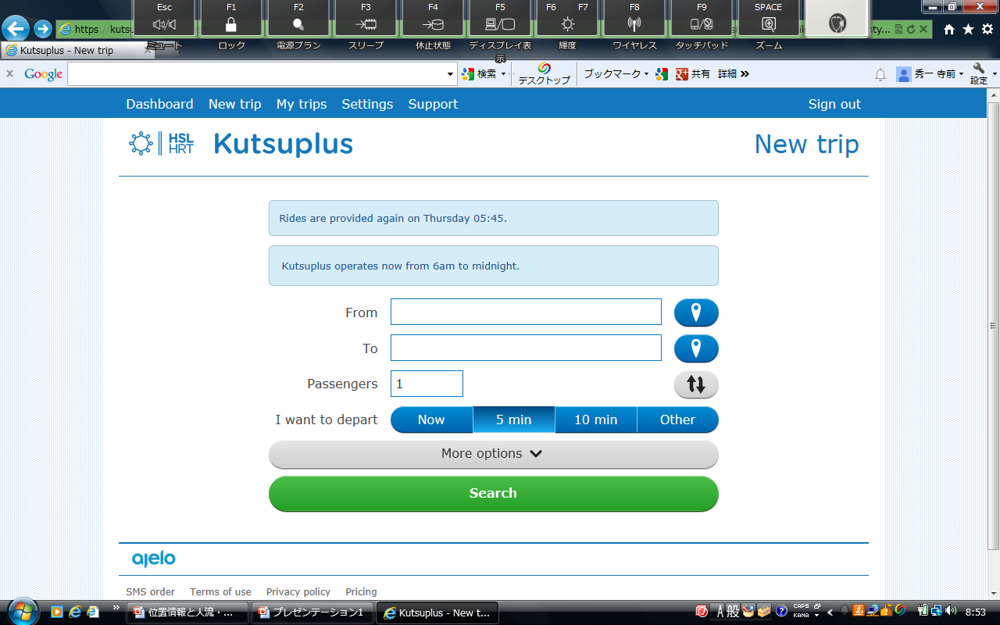 Esc F1 F2 F3 F4 F5 F6 F7 F8 F9 SPACE
ミュート ロック 電源プラン スリープ 休止状態 ディスプレイ表示 輝度 ワイヤレス タッチパッド ズーム
https://kutsu
Kutsuplus - New trip
Google 検索 デスクトップ ブックマーク 共有 詳細 » 秀一 寺前 設定
Dashboard New trip My trips Settings Support Sign out
HSL
HRT
Kutsuplus
New trip
Rides are provided again on Thursday 05:45.
Kutsuplus operates now from 6am to midnight.
From
To
Passengers 1
I want to depart Now 5 min 10 min Other
More options
Search
ajelo
SMS order Terms of use Privacy policy Pricing
» 位置情報と人流・... プレゼンテーション1 Kutsuplus - New t... A 般 CAPS KANA 8:53